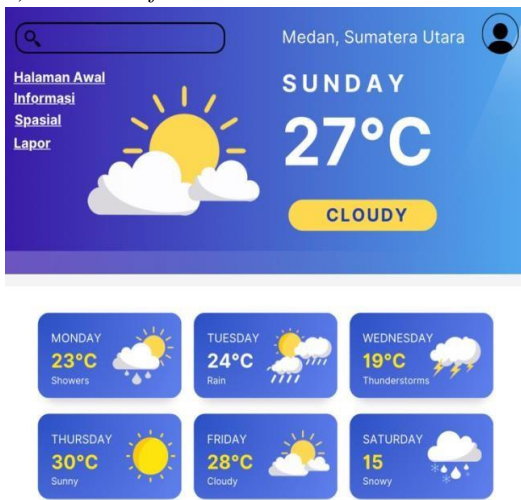 Medan, Sumatera Utara
Halaman Awal
Informasi
Spasial
Lapor
SUNDAY
27°C
CLOUDY
MONDAY
23°C
Showers
TUESDAY
24°C
Rain
WEDNESDAY
19°C
Thunderstorms
THURSDAY
30°C
Sunny
FRIDAY
28°C
Cloudy
SATURDAY
15
Snowy